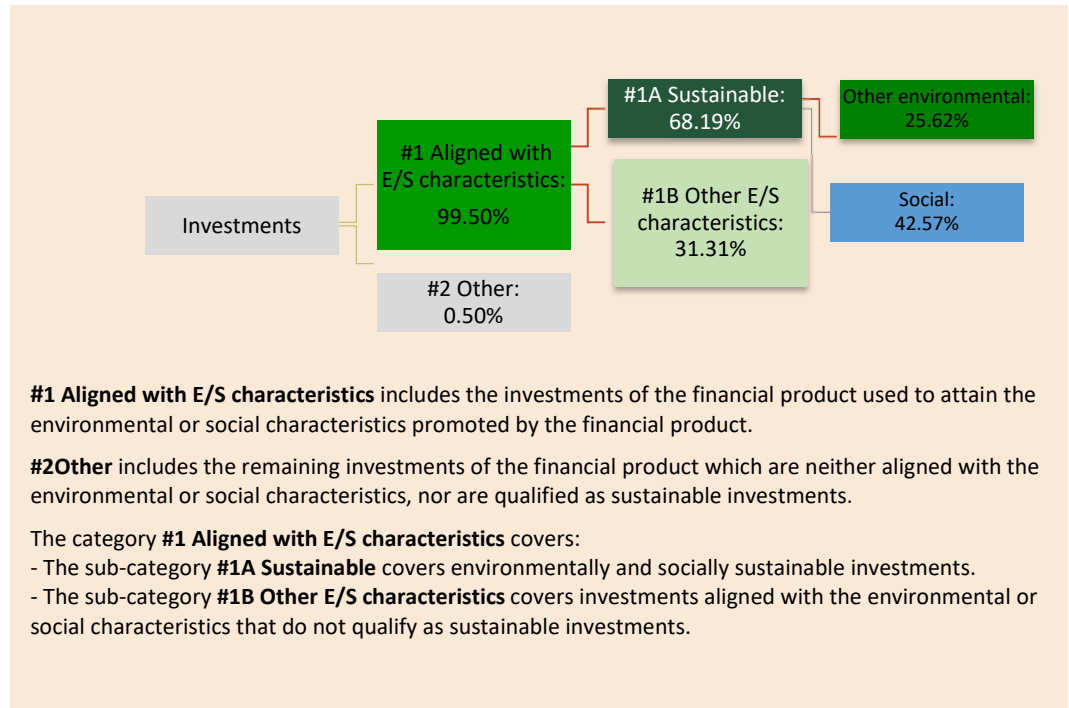 Investments
#1 Aligned with
E/S characteristics:
99.50%
#2 Other:
0.50%
#1A Sustainable:
68.19%
#1B Other E/S
characteristics:
31.31%
Other environmental:
25.62%
Social:
42.57%
#1 Aligned with E/S characteristics includes the investments of the financial product used to attain the
environmental or social characteristics promoted by the financial product.
#2Other includes the remaining investments of the financial product which are neither aligned with the
environmental or social characteristics, nor are qualified as sustainable investments.
The category #1 Aligned with E/S characteristics covers:
- The sub-category #1A Sustainable covers environmentally and socially sustainable investments.
- The sub-category #1B Other E/S characteristics covers investments aligned with the environmental or
social characteristics that do not qualify as sustainable investments.